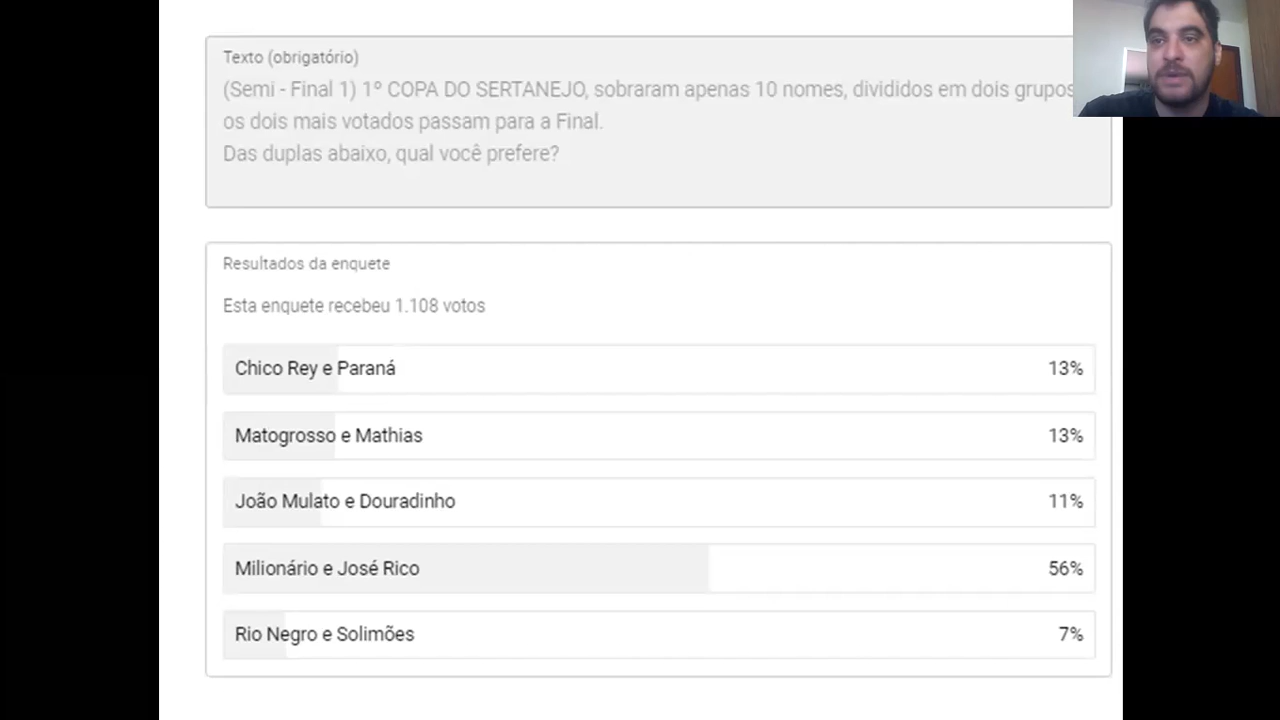 Texto (obrigatório)
(Semi - Final 1) 1º COPA DO SERTANEJO, sobraram apenas 10 nomes, divididos em dois grupos
os dois mais votados passam para a Final.
Das duplas abaixo, qual você prefere?
Resultados da enquete
Esta enquete recebeu 1.108 votos
Chico Rey e Paraná 13%
Matogrosso e Mathias 13%
João Mulato e Douradinho 11%
Milionário e José Rico 56%
Rio Negro e Solimões 7%